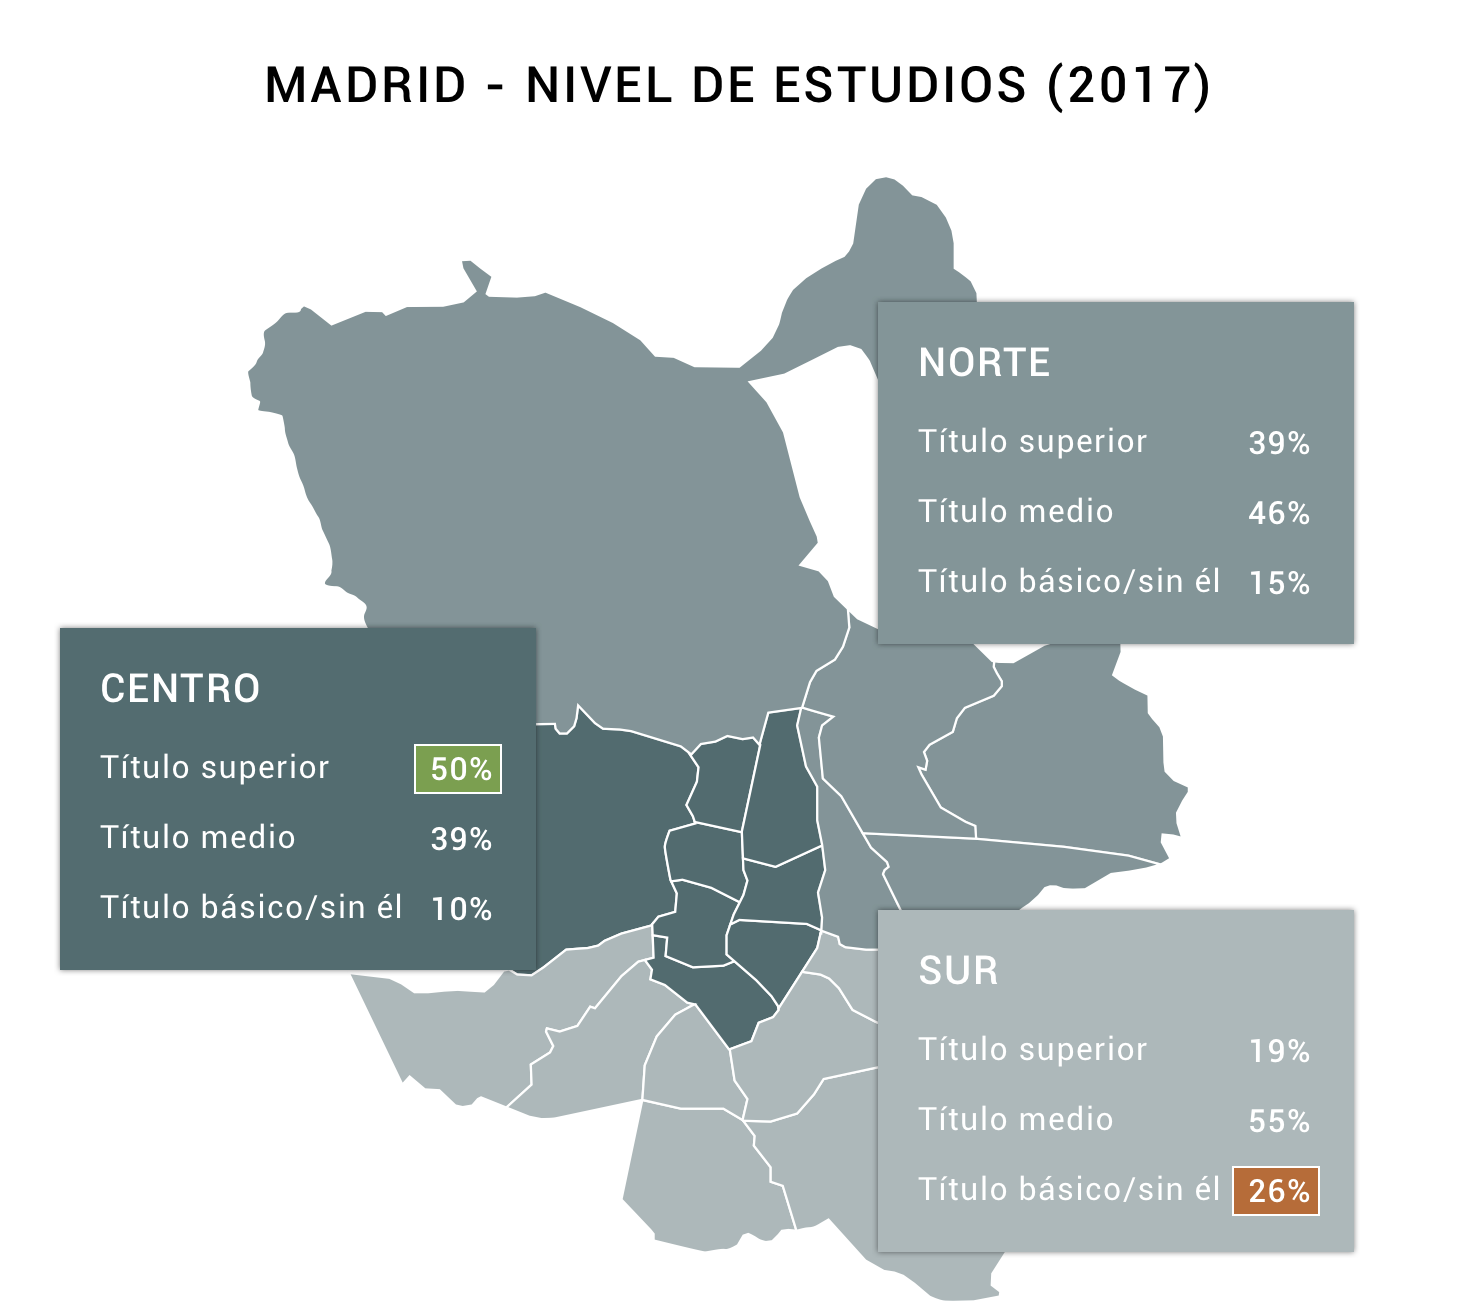 MADRID - NIVEL DE ESTUDIOS (2017)
NORTE
Título superior 39%
Título medio 46%
Título básico/sin él 15%
CENTRO
Título superior 50%
Título medio 39%
Título básico/sin él 10%
SUR
Título superior 19%
Título medio 55%
Título básico/sin él 26%